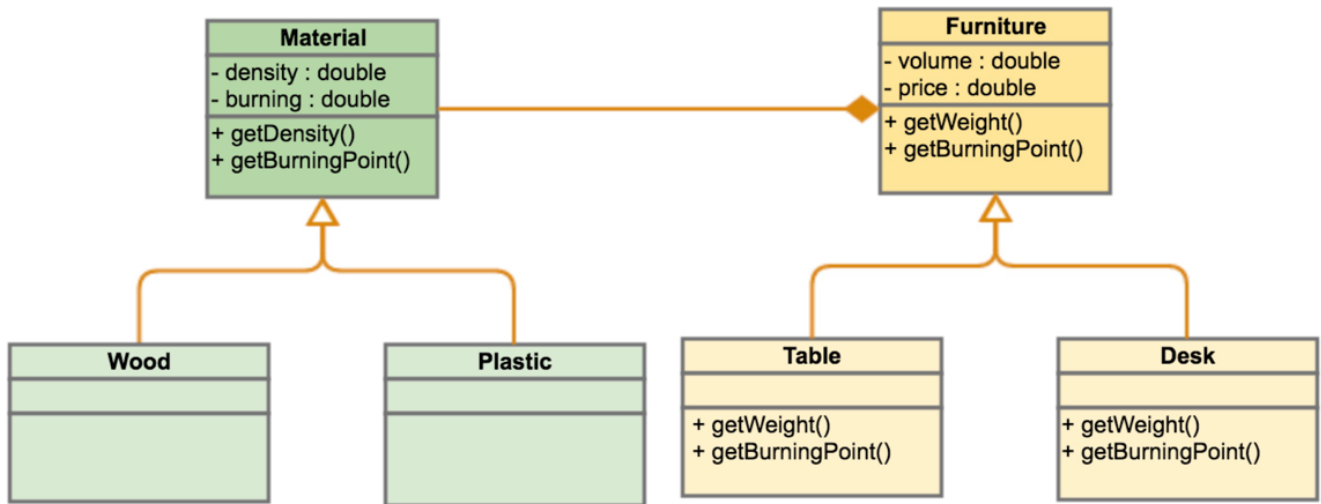 Material
- density : double
- burning : double
+ getDensity()
+ getBurningPoint()
Furniture
- volume : double
- price : double
+ getWeight()
+ getBurningPoint()
Wood
Plastic
Table
+ getWeight()
+ getBurningPoint()
Desk
+ getWeight()
+ getBurningPoint()